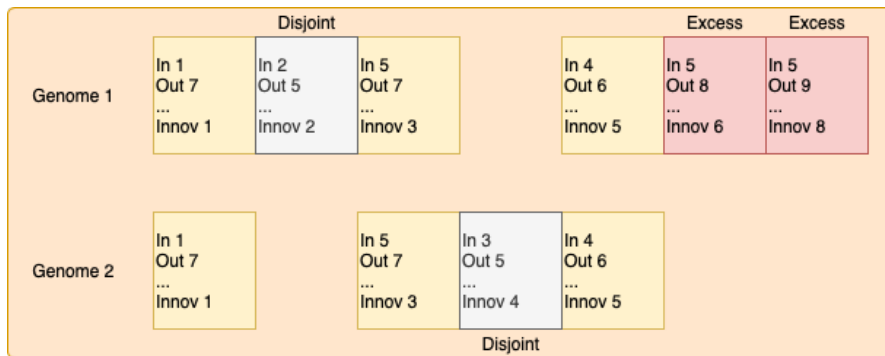 Disjoint
Excess
Excess
Genome 1
In 1
Out 7
...
Innov 1
In 2
Out 5
...
Innov 2
In 5
Out 7
...
Innov 3
In 4
Out 6
...
Innov 5
In 5
Out 8
...
Innov 6
In 5
Out 9
...
Innov 8
Genome 2
In 1
Out 7
...
Innov 1
In 5
Out 7
...
Innov 3
In 3
Out 5
...
Innov 4
In 4
Out 6
...
Innov 5
Disjoint